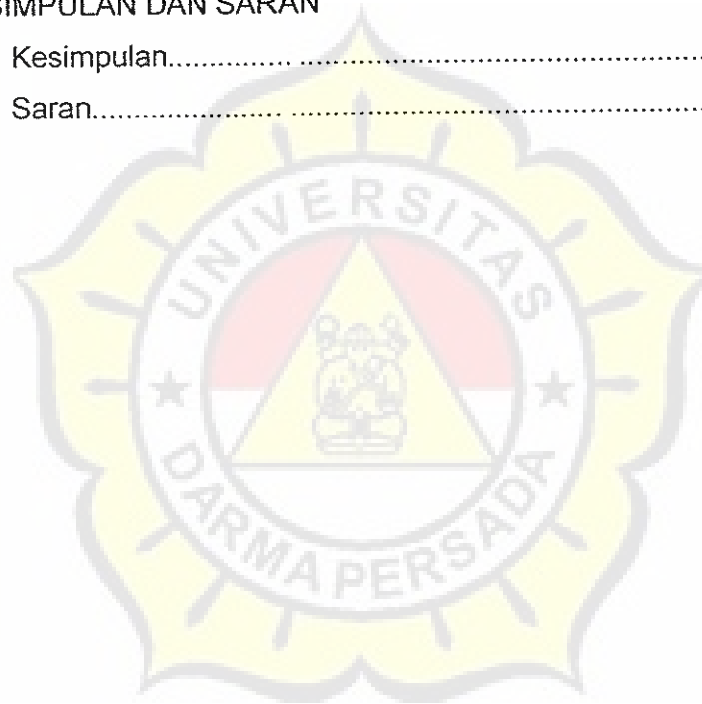 SIMPULAN DAN SARAN
Kesimpulan............. ..................................................
Saran..................... ..................................................
UNIVERSITAS
DARMA PERSADA